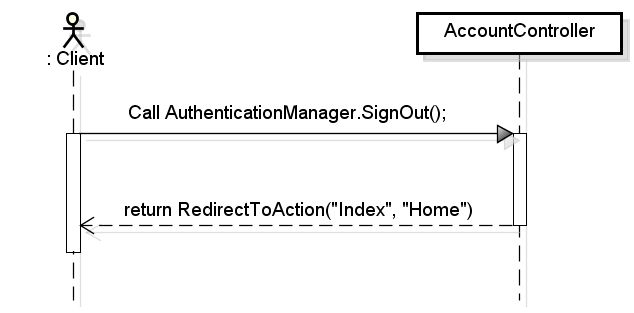 AccountController
: Client
Call AuthenticationManager.SignOut();
return RedirectToAction("Index", "Home")